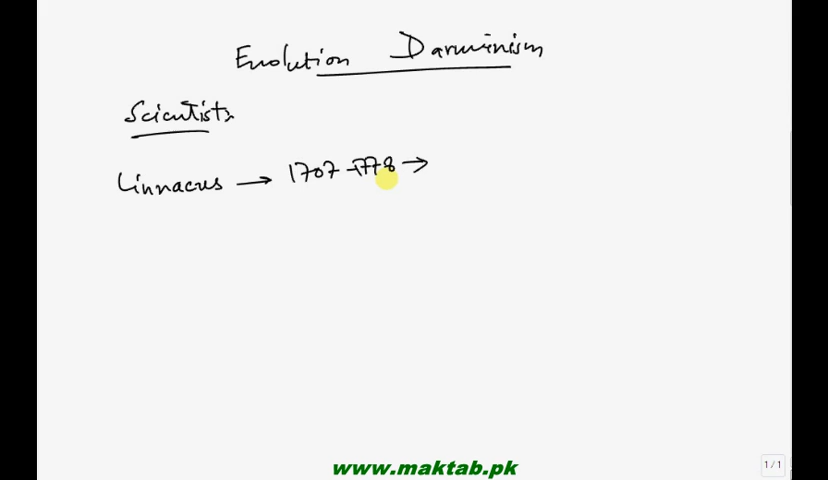 Evolution Darwinism
Scientists
Linnaeus → 1707-1778 →
www.maktab.pk
1/1